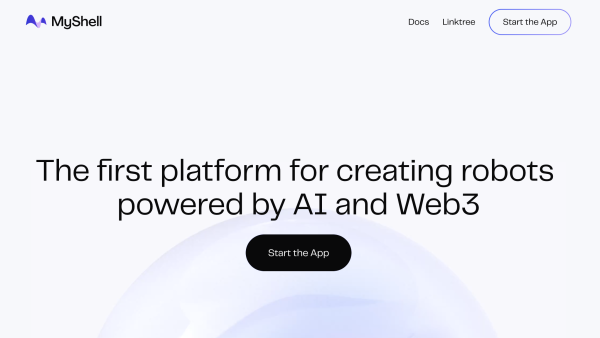 MyShell
Docs
Linktree
Start the App
The first platform for creating robots
powered by AI and Web3
Start the App